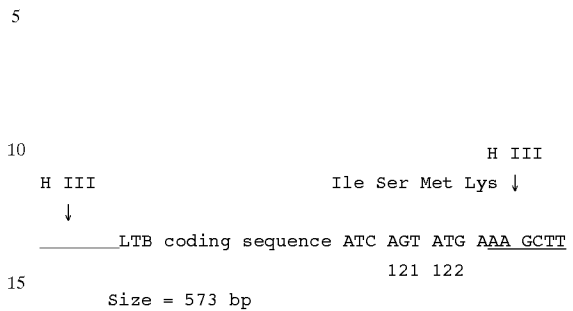 5
10
H III
H III Ile Ser Met Lys ↓
↓
________LTB coding sequence ATC AGT ATG AAA GCTT
121 122
15
Size = 573 bp